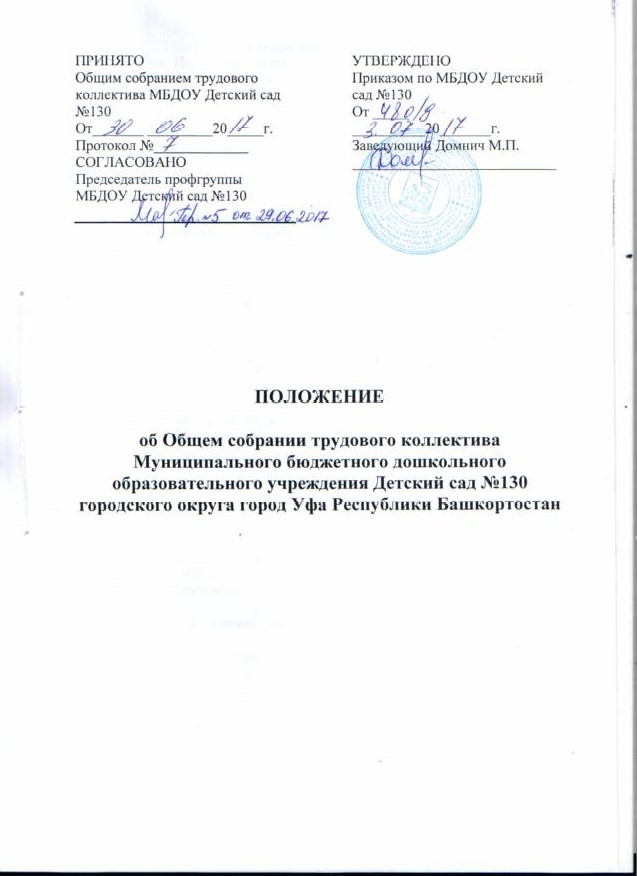 ПРИНЯТО
Общим собранием трудового
коллектива МБДОУ Детский сад
№130
От 30 06 2017 г.
Протокол № 7
СОГЛАСОВАНО
Председатель профгруппы
МБДОУ Детский сад №130
Пр. №5 от 29.06.2017
УТВЕРЖДЕНО
Приказом по МБДОУ Детский
сад №130
От 480/8
3. 07 2017 г.
Заведующий Домнич М.П.
ПОЛОЖЕНИЕ
об Общем собрании трудового коллектива
Муниципального бюджетного дошкольного
образовательного учреждения Детский сад №130
городского округа город Уфа Республики Башкортостан